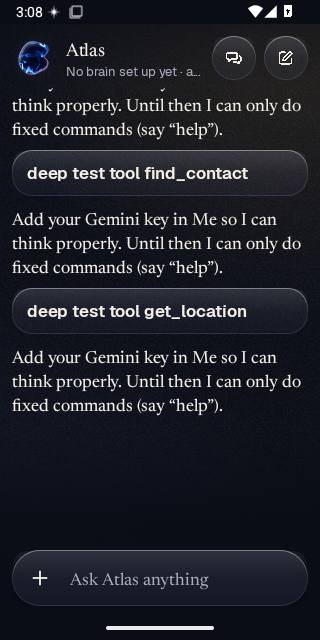 3:08
Atlas
No brain set up yet · a...
think properly. Until then I can only do
fixed commands (say “help”).
deep test tool find_contact
Add your Gemini key in Me so I can
think properly. Until then I can only do
fixed commands (say “help”).
deep test tool get_location
Add your Gemini key in Me so I can
think properly. Until then I can only do
fixed commands (say “help”).
Ask Atlas anything